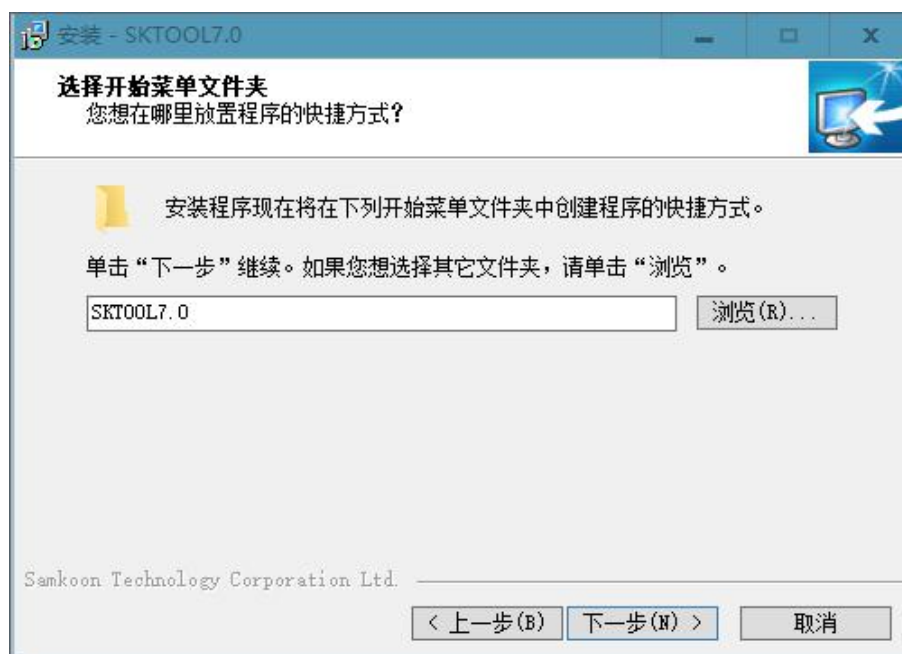 安装 - SKTOOL7.0
选择开始菜单文件夹
您想在哪里放置程序的快捷方式?
安装程序现在将在下列开始菜单文件夹中创建程序的快捷方式。
单击“下一步”继续。如果您想选择其它文件夹,请单击“浏览”。
SKTOOL7.0
浏览(R)...
Samkoon Technology Corporation Ltd.
< 上一步(B)
下一步(N) >
取消